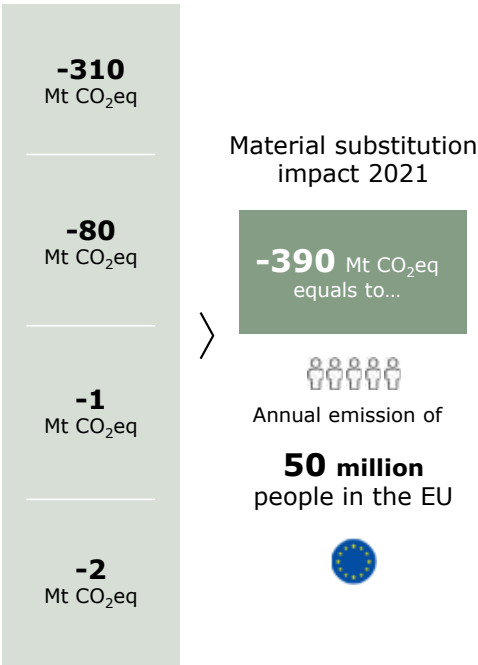 -310
Mt CO₂eq
-80
Mt CO₂eq
-1
Mt CO₂eq
-2
Mt CO₂eq
Material substitution
impact 2021
-390 Mt CO₂eq
equals to...
Annual emission of
50 million
people in the EU